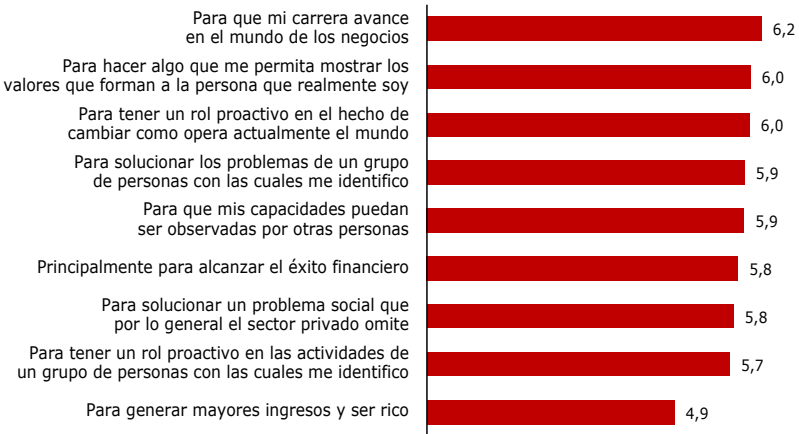 Para que mi carrera avance
en el mundo de los negocios
6,2
Para hacer algo que me permita mostrar los
valores que forman a la persona que realmente soy
6,0
Para tener un rol proactivo en el hecho de
cambiar como opera actualmente el mundo
6,0
Para solucionar los problemas de un grupo
de personas con las cuales me identifico
5,9
Para que mis capacidades puedan
ser observadas por otras personas
5,9
Principalmente para alcanzar el éxito financiero
5,8
Para solucionar un problema social que
por lo general el sector privado omite
5,8
Para tener un rol proactivo en las actividades de
un grupo de personas con las cuales me identifico
5,7
Para generar mayores ingresos y ser rico
4,9